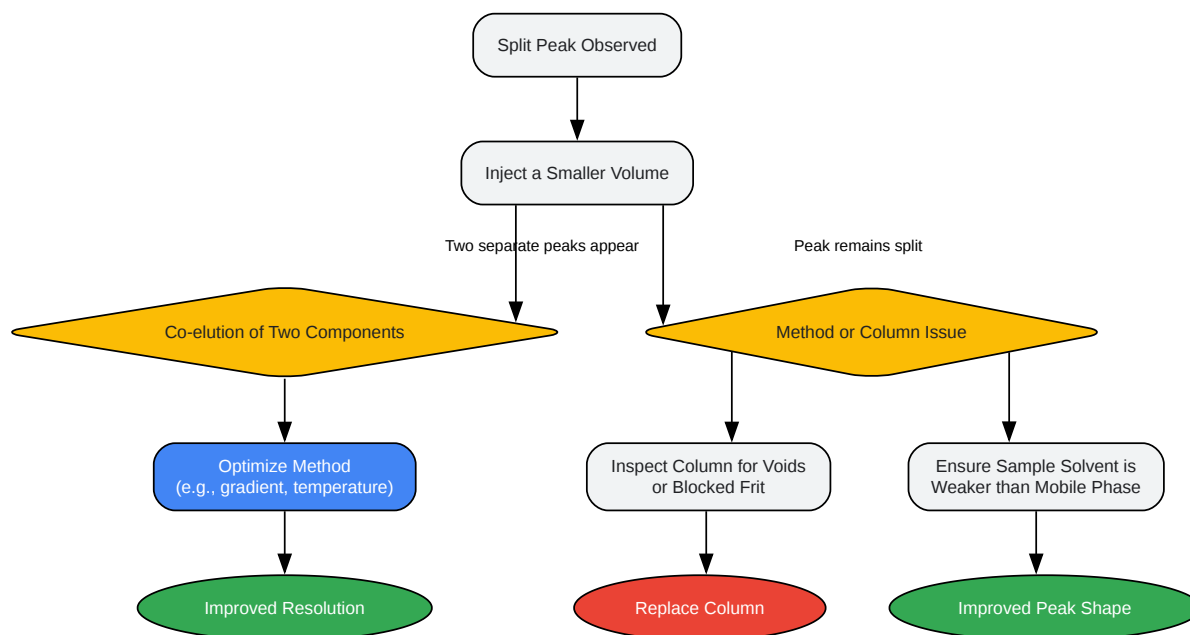 Split Peak Observed
Inject a Smaller Volume
Two separate peaks appear
Peak remains split
Co-elution of Two Components
Method or Column Issue
Optimize Method
(e.g., gradient, temperature)
Inspect Column for Voids
or Blocked Frit
Ensure Sample Solvent is
Weaker than Mobile Phase
Improved Resolution
Replace Column
Improved Peak Shape